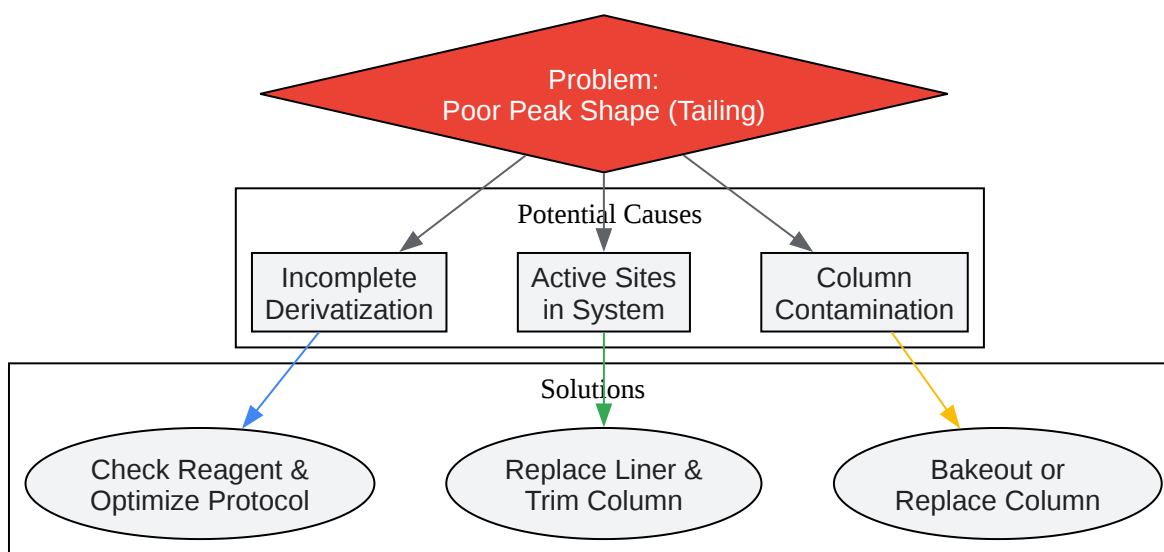 Problem:
Poor Peak Shape (Tailing)
Potential Causes
Incomplete
Derivatization
Active Sites
in System
Column
Contamination
Solutions
Check Reagent &
Optimize Protocol
Replace Liner &
Trim Column
Bakeout or
Replace Column